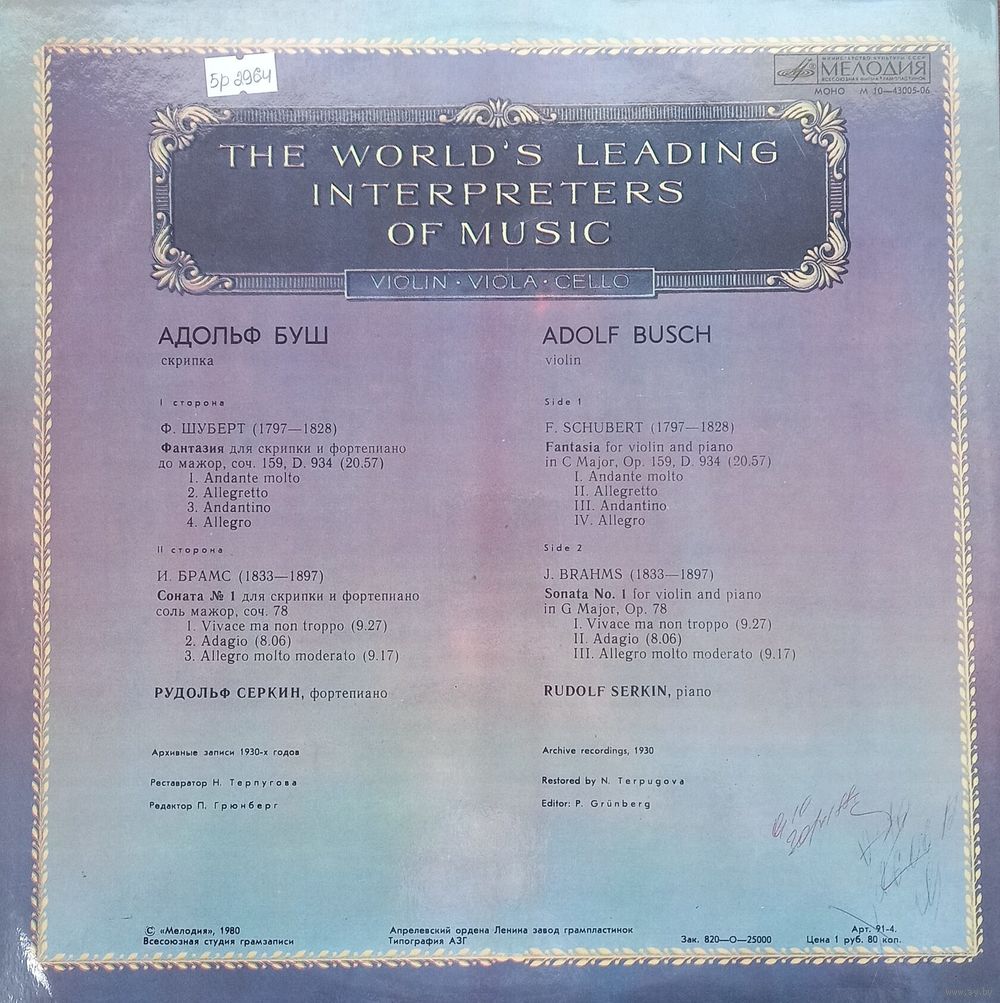 5р 2964
МИНИСТЕРСТВО КУЛЬТУРЫ СССР
МЕЛОДИЯ
ВСЕСОЮЗНАЯ ФИРМА ГРАМПЛАСТИНОК
МОНО М 10—43005-06
THE WORLD'S LEADING
INTERPRETERS
OF MUSIC
VIOLIN · VIOLA · CELLO
АДОЛЬФ БУШ
скрипка
I сторона
Ф. ШУБЕРТ (1797—1828)
Фантазия для скрипки и фортепиано
до мажор, соч. 159, D. 934 (20.57)
1. Andante molto
2. Allegretto
3. Andantino
4. Allegro
II сторона
И. БРАМС (1833—1897)
Соната № 1 для скрипки и фортепиано
соль мажор, соч. 78
1. Vivace ma non troppo (9.27)
2. Adagio (8.06)
3. Allegro molto moderato (9.17)
РУДОЛЬФ СЕРКИН, фортепиано
Архивные записи 1930-х годов
Реставратор Н. Терпугова
Редактор П. Грюнберг
ADOLF BUSCH
violin
Side 1
F. SCHUBERT (1797—1828)
Fantasia for violin and piano
in C Major, Op. 159, D. 934 (20.57)
I. Andante molto
II. Allegretto
III. Andantino
IV. Allegro
Side 2
J. BRAHMS (1833—1897)
Sonata No. 1 for violin and piano
in G Major, Op. 78
I. Vivace ma non troppo (9.27)
II. Adagio (8.06)
III. Allegro molto moderato (9.17)
RUDOLF SERKIN, piano
Archive recordings, 1930
Restored by N. Terpugova
Editor: P. Grünberg
© «Мелодия», 1980
Всесоюзная студия грамзаписи
Апрелевский ордена Ленина завод грампластинок
Типография АЗГ
Зак. 820—О—25000
Арт. 91-4.
Цена 1 руб. 80 коп.
www.ay.by